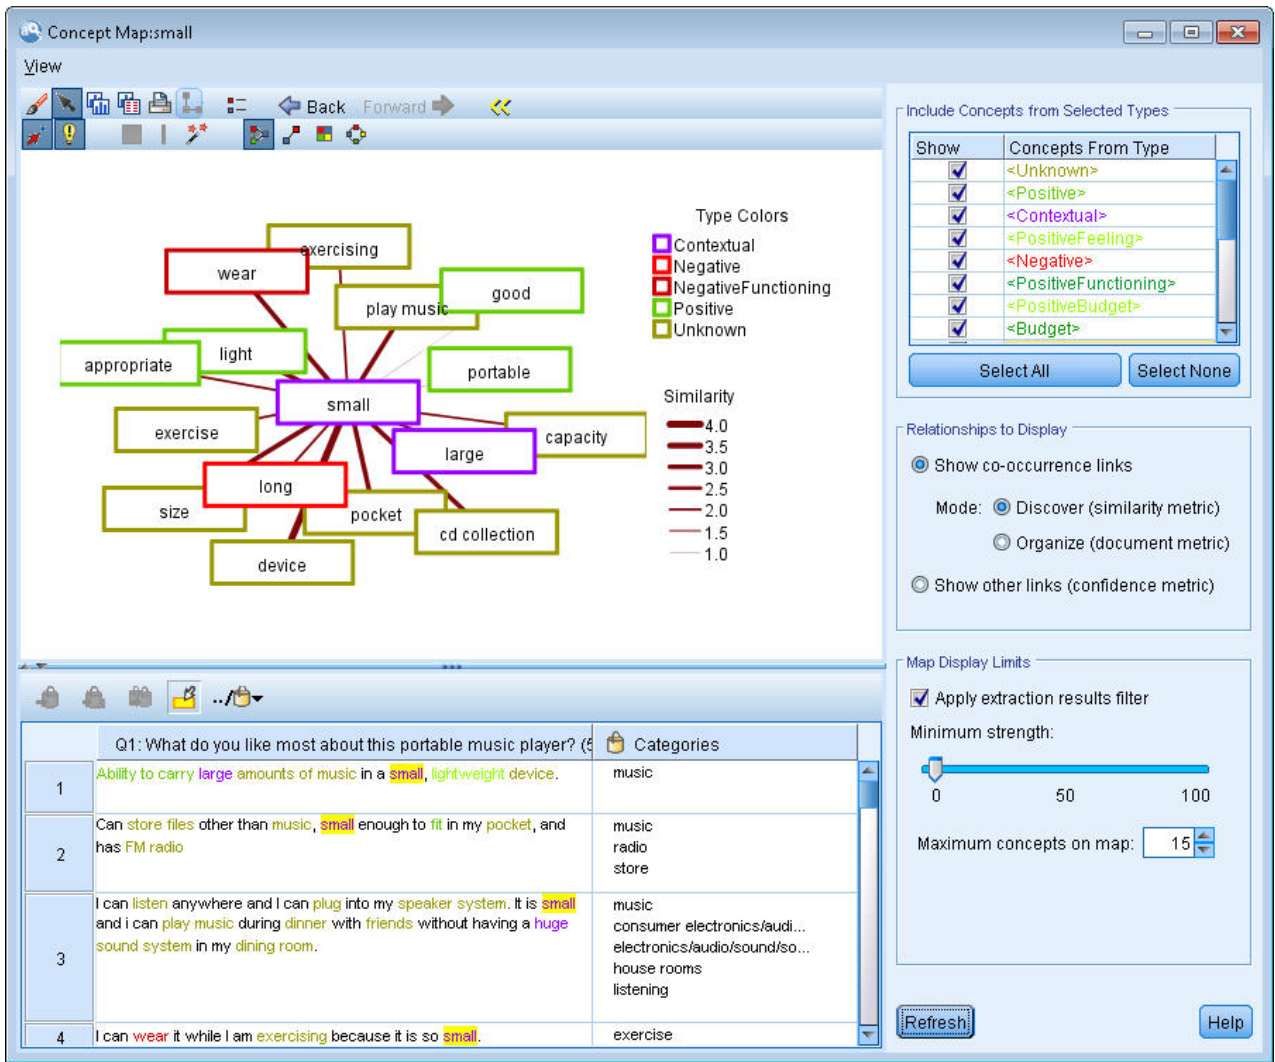 Concept Map:small
View
Back Forward
exercising
wear
good
play music
light
appropriate
portable
small
exercise
capacity
large
long
size
pocket
cd collection
device
Type Colors
Contextual
Negative
NegativeFunctioning
Positive
Unknown
Similarity
4.0
3.5
3.0
2.5
2.0
1.5
1.0
Include Concepts from Selected Types
Show Concepts From Type
<Unknown>
<Positive>
<Contextual>
<PositiveFeeling>
<Negative>
<PositiveFunctioning>
<PositiveBudget>
<Budget>
Select All Select None
Relationships to Display
Show co-occurrence links
Mode: Discover (similarity metric)
Organize (document metric)
Show other links (confidence metric)
Map Display Limits
Apply extraction results filter
Minimum strength:
0 50 100
Maximum concepts on map: 15
Refresh Help
../
Q1: What do you like most about this portable music player? (5 Categories
1 Ability to carry large amounts of music in a small, lightweight device. music
2 Can store files other than music, small enough to fit in my pocket, and
has FM radio
music
radio
store
3 I can listen anywhere and I can plug into my speaker system. It is small
and i can play music during dinner with friends without having a huge
sound system in my dining room.
music
consumer electronics/audi...
electronics/audio/sound/so...
house rooms
listening
4 I can wear it while I am exercising because it is so small. exercise